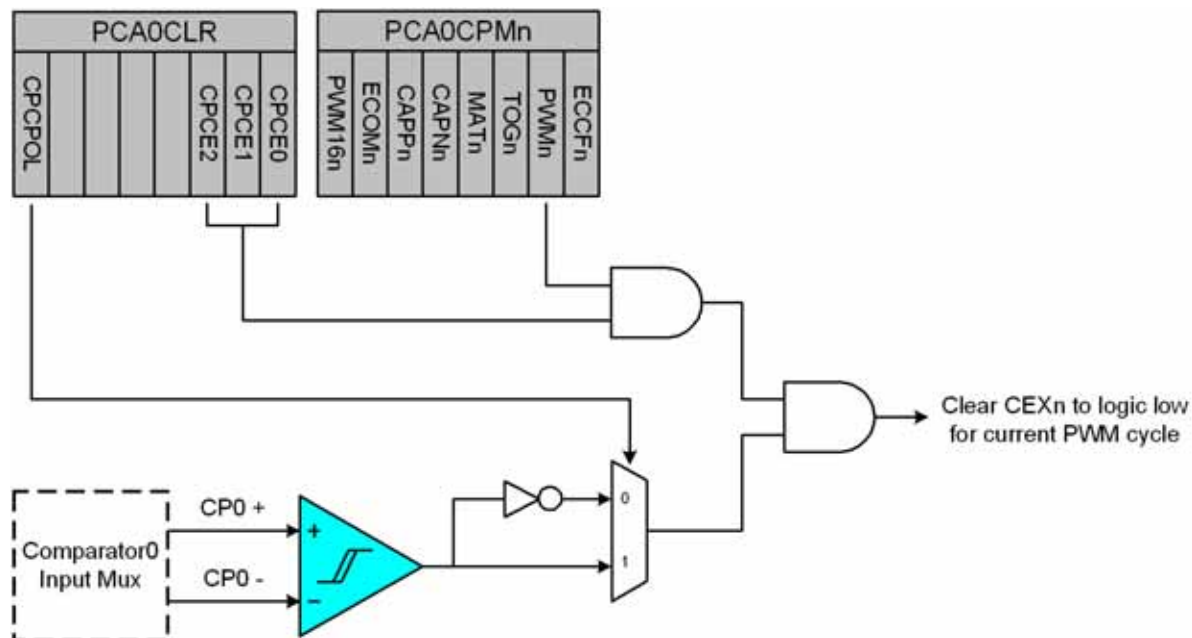 PCA0CLR
CPCPOL
CPCE2
CPCE1
CPCE0
PCA0CPMn
PWM16n
ECOMn
CAPPn
CAPNn
MATn
TOGn
PWMn
ECCFn
Clear CEXn to logic low
for current PWM cycle
Comparator0
Input Mux
CP0 +
CP0 -
+
−
0
1